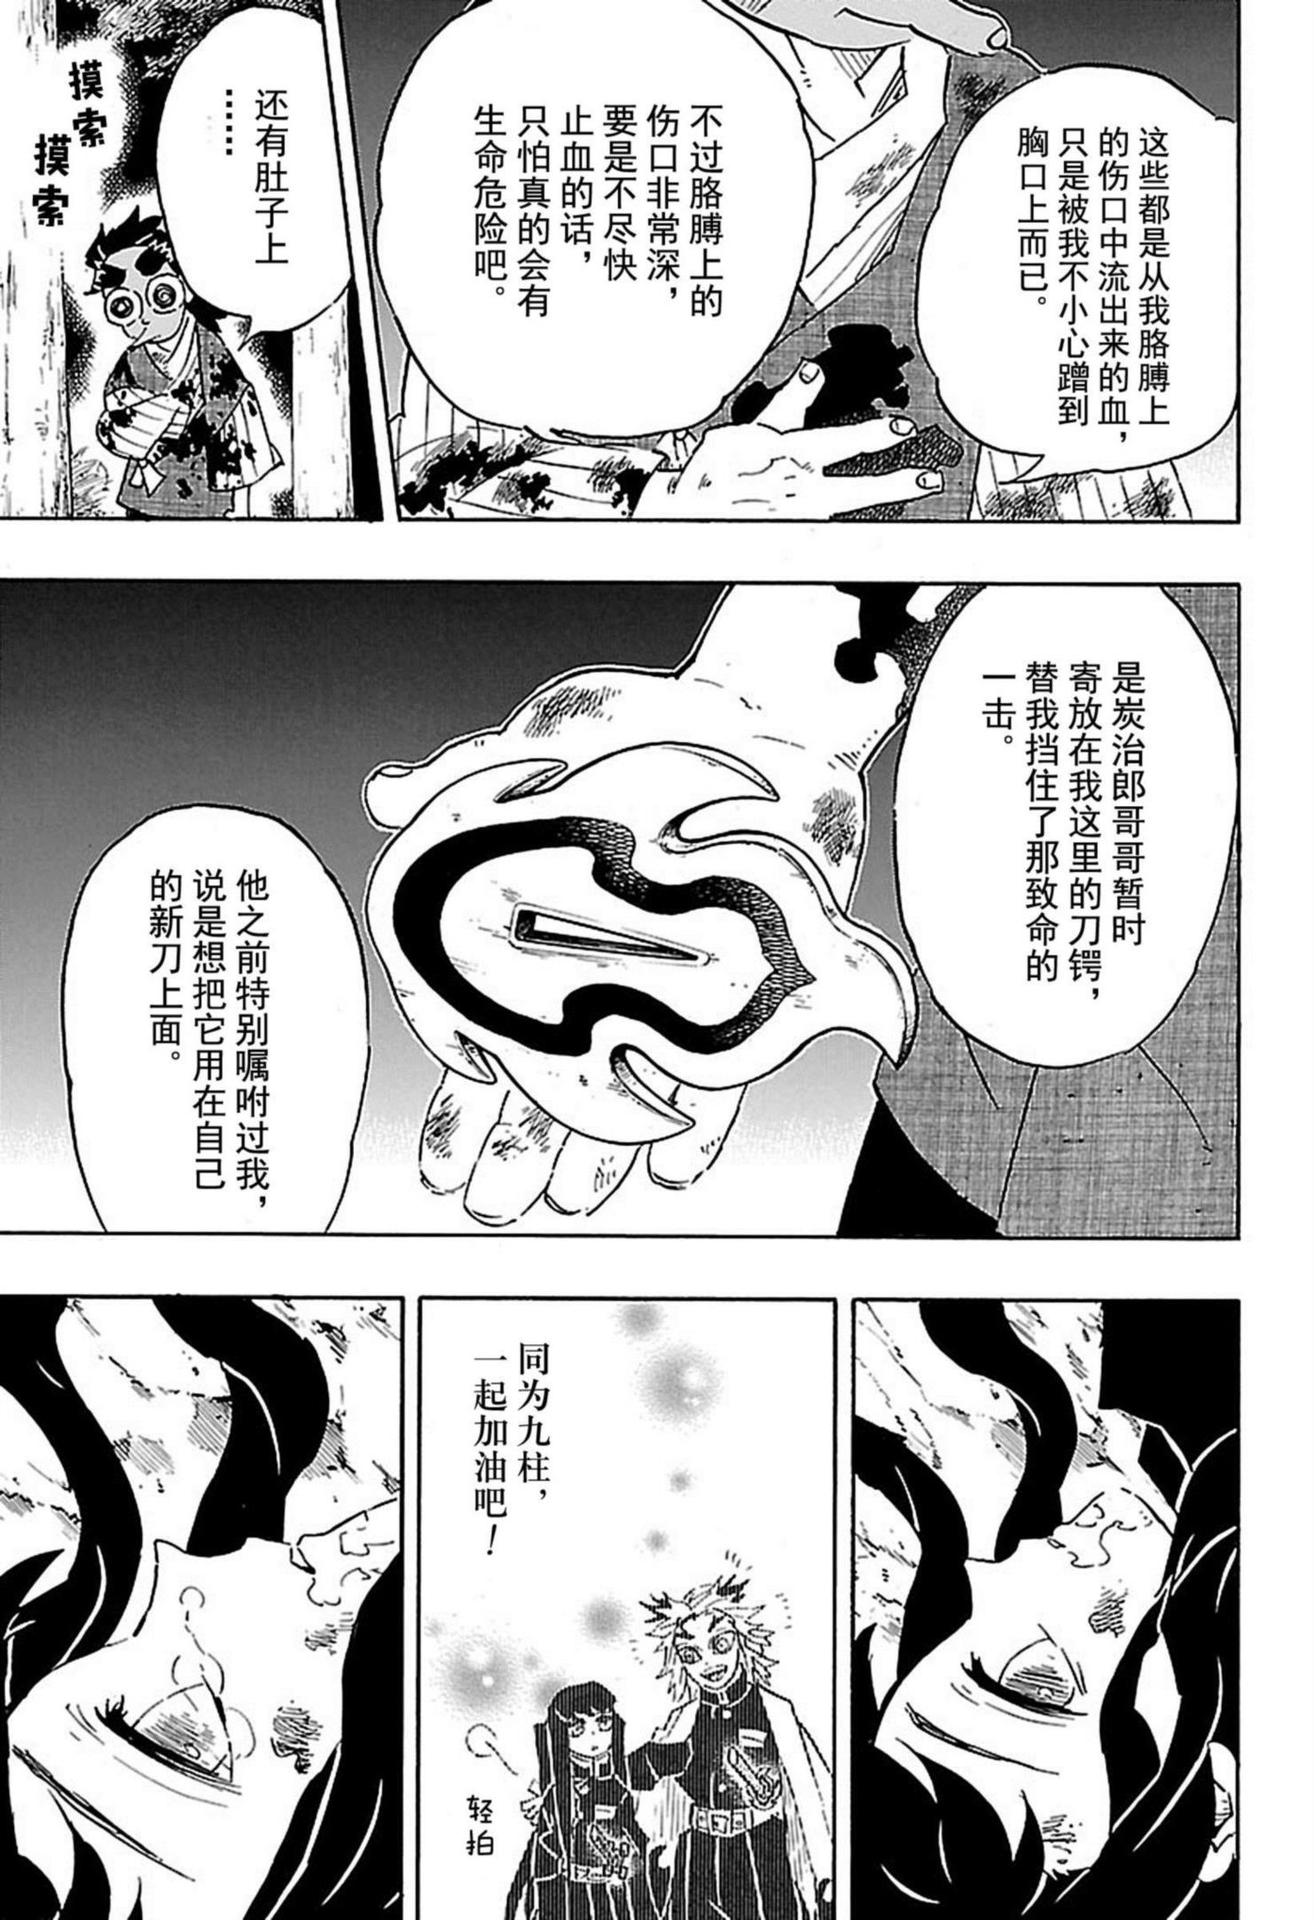 这些都是从我胳膊上
的伤口中流出来的血，
只是被我不小心蹭到
胸口上而已。
不过胳膊上的
伤口非常深，
要是不尽快
止血的话，
只怕真的会有
生命危险吧。
还有肚子上
……
摸索
摸索
是炭治郎哥哥暂时
寄放在我这里的刀锷，
替我挡住了那致命的
一击。
他之前特别嘱咐过我，
说是想把它用在自己
的新刀上面。
同为九柱，
一起加油吧！
轻拍